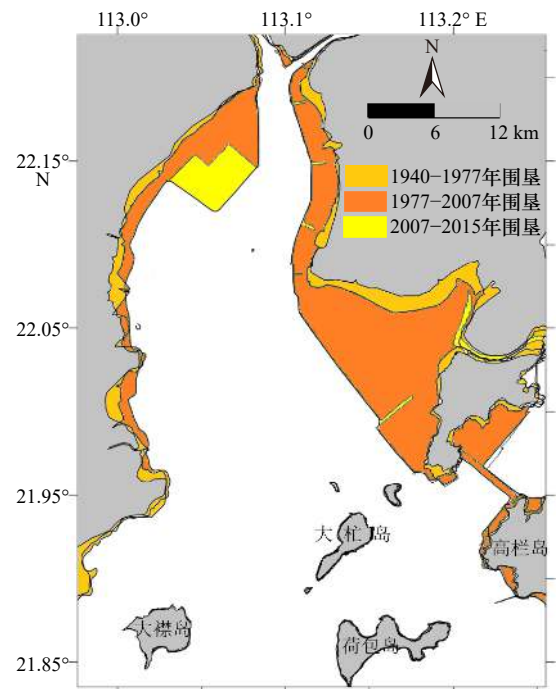 113.0°
113.1°
113.2° E
N
0 6 12 km
22.15°
N
1940−1977年围垦
1977−2007年围垦
2007−2015年围垦
22.05°
21.95°
大杧岛
高栏岛
大襟岛
荷包岛
21.85°